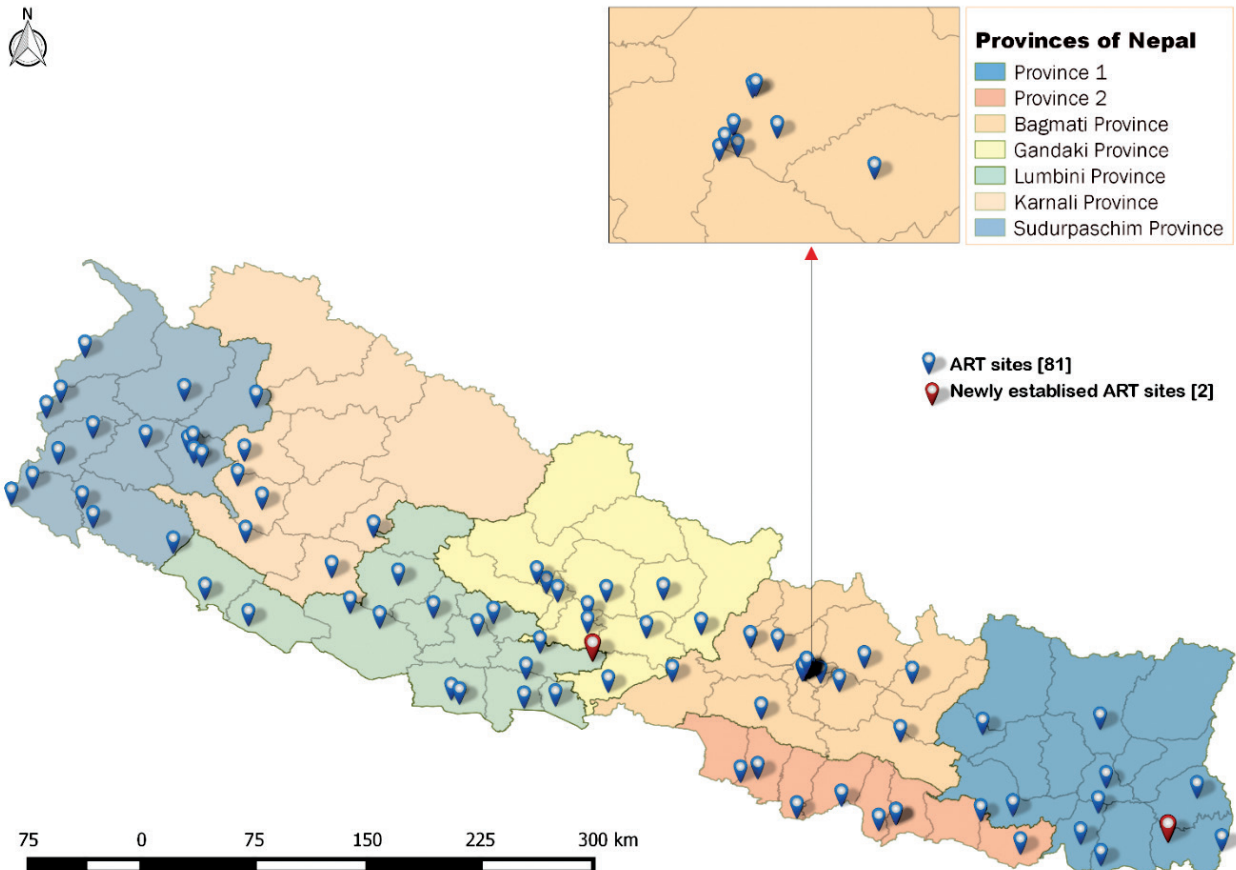 N
Provinces of Nepal
Province 1
Province 2
Bagmati Province
Gandaki Province
Lumbini Province
Karnali Province
Sudurpaschim Province
ART sites [81]
Newly establised ART sites [2]
75 0 75 150 225 300 km